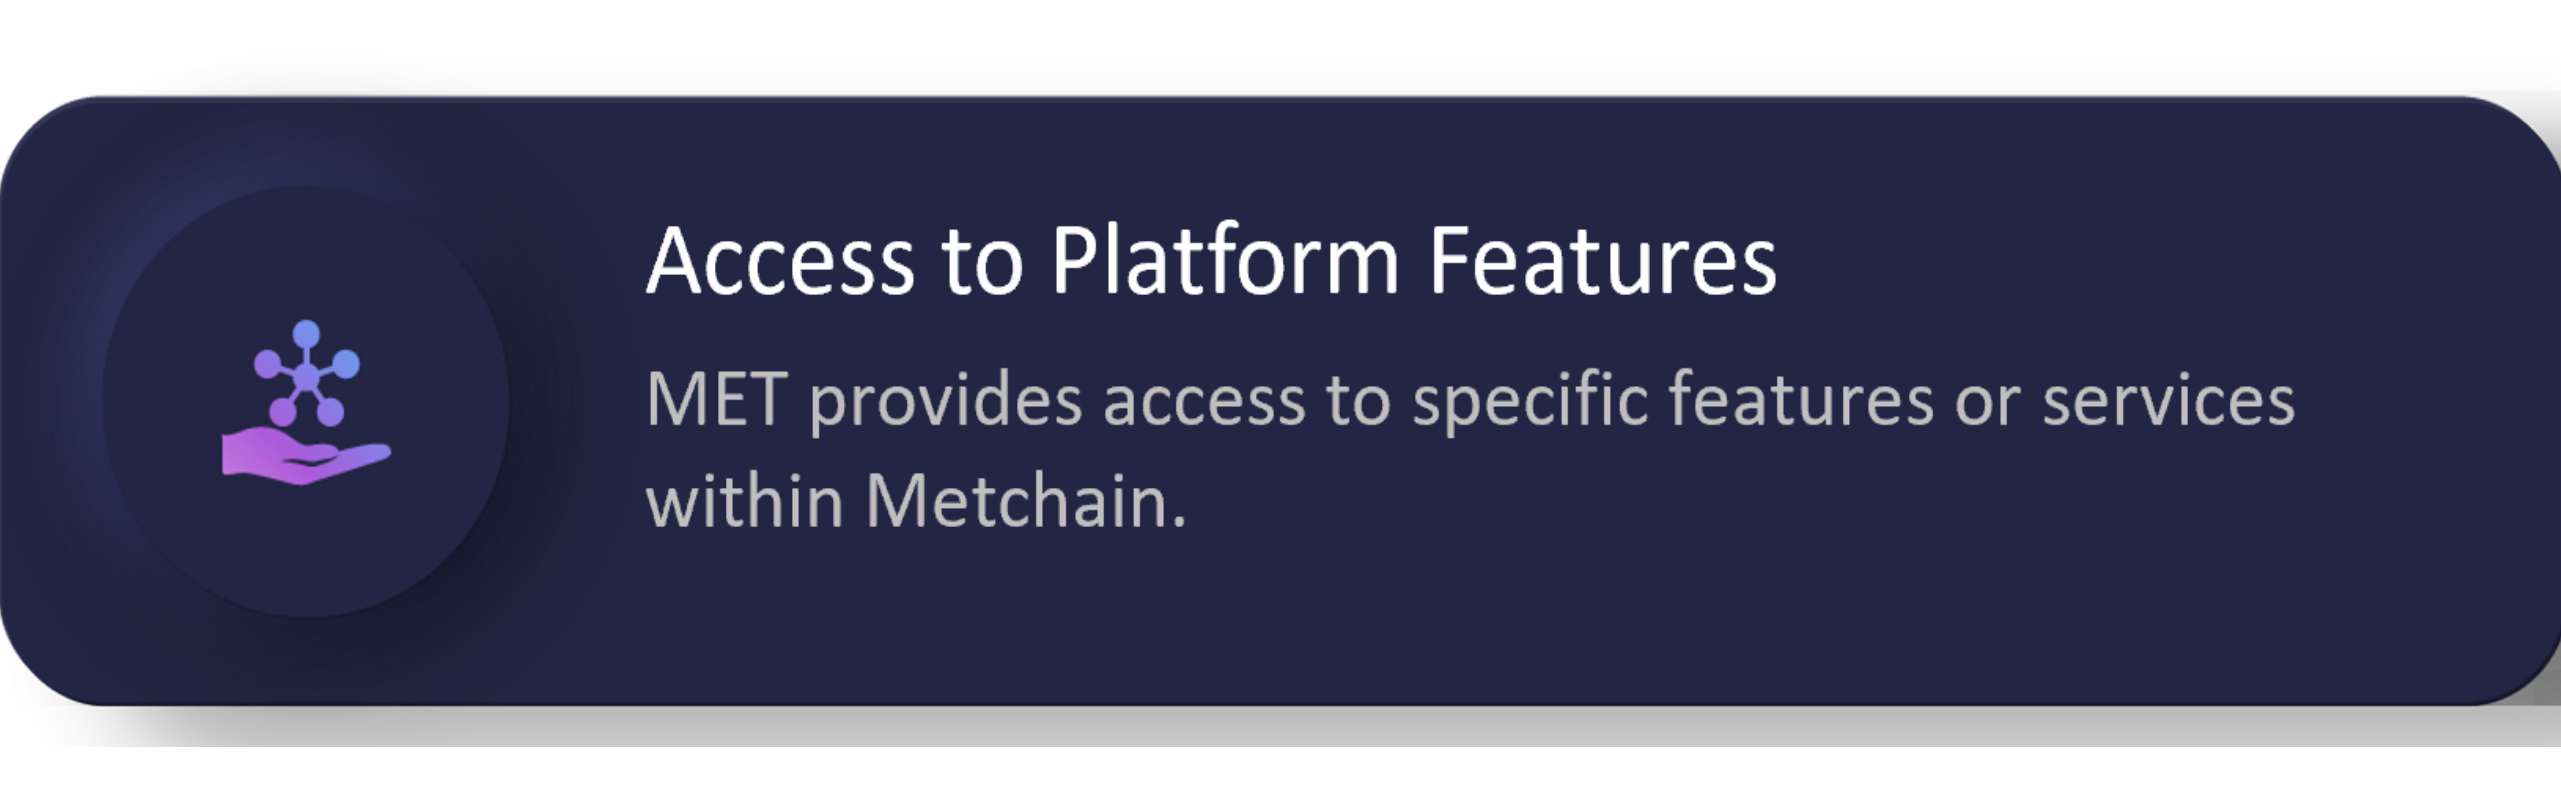 Access to Platform Features
MET provides access to specific features or services
within Metchain.